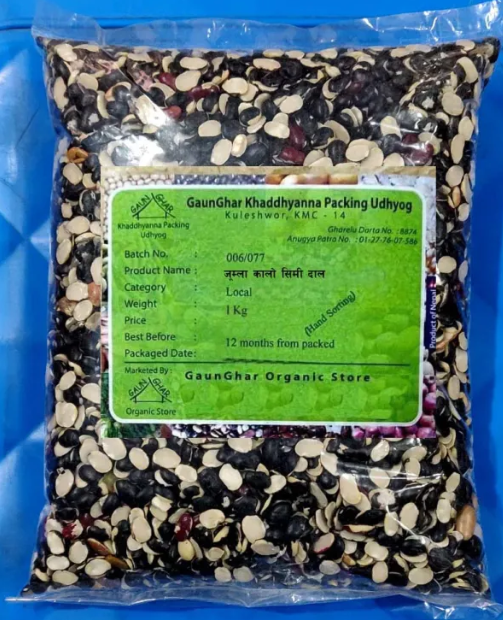 GAUN GHAR
Khaddhyanna Packing
Udhyog
GaunGhar Khaddhyanna Packing Udhyog
Kuleshwor, KMC - 14
Gharelu Darta No. : 8874
Anugya Patra No. : 01-27-76-07-586
Batch No. : 006/077
Product Name : जुम्ला कालो सिमी दाल
Category : Local
Weight : 1 Kg
Price :
(Hand Sorting)
Best Before : 12 months from packed
Packaged Date :
Product of Nepal
Marketed By : GaunGhar Organic Store
GAUN GHAR
Organic Store